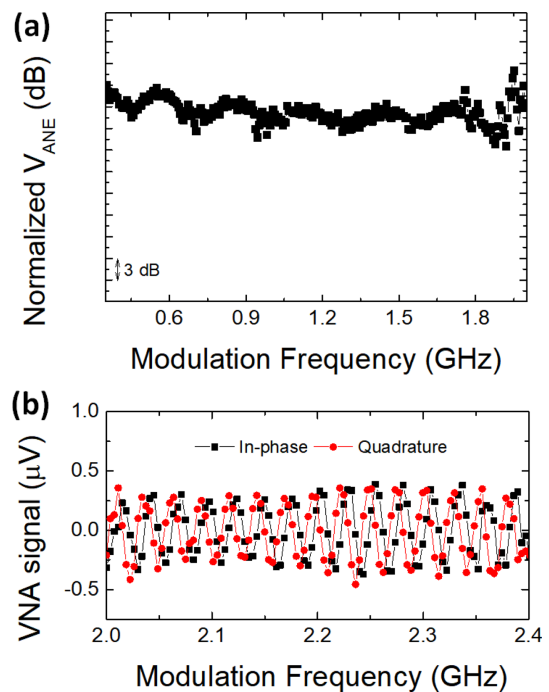 (a)
Normalized V_ANE (dB)
3 dB
0.6 0.9 1.2 1.5 1.8
Modulation Frequency (GHz)
(b)
VNA signal (μV)
1.0
In-phase Quadrature
0.5
0.0
-0.5
2.0 2.1 2.2 2.3 2.4
Modulation Frequency (GHz)